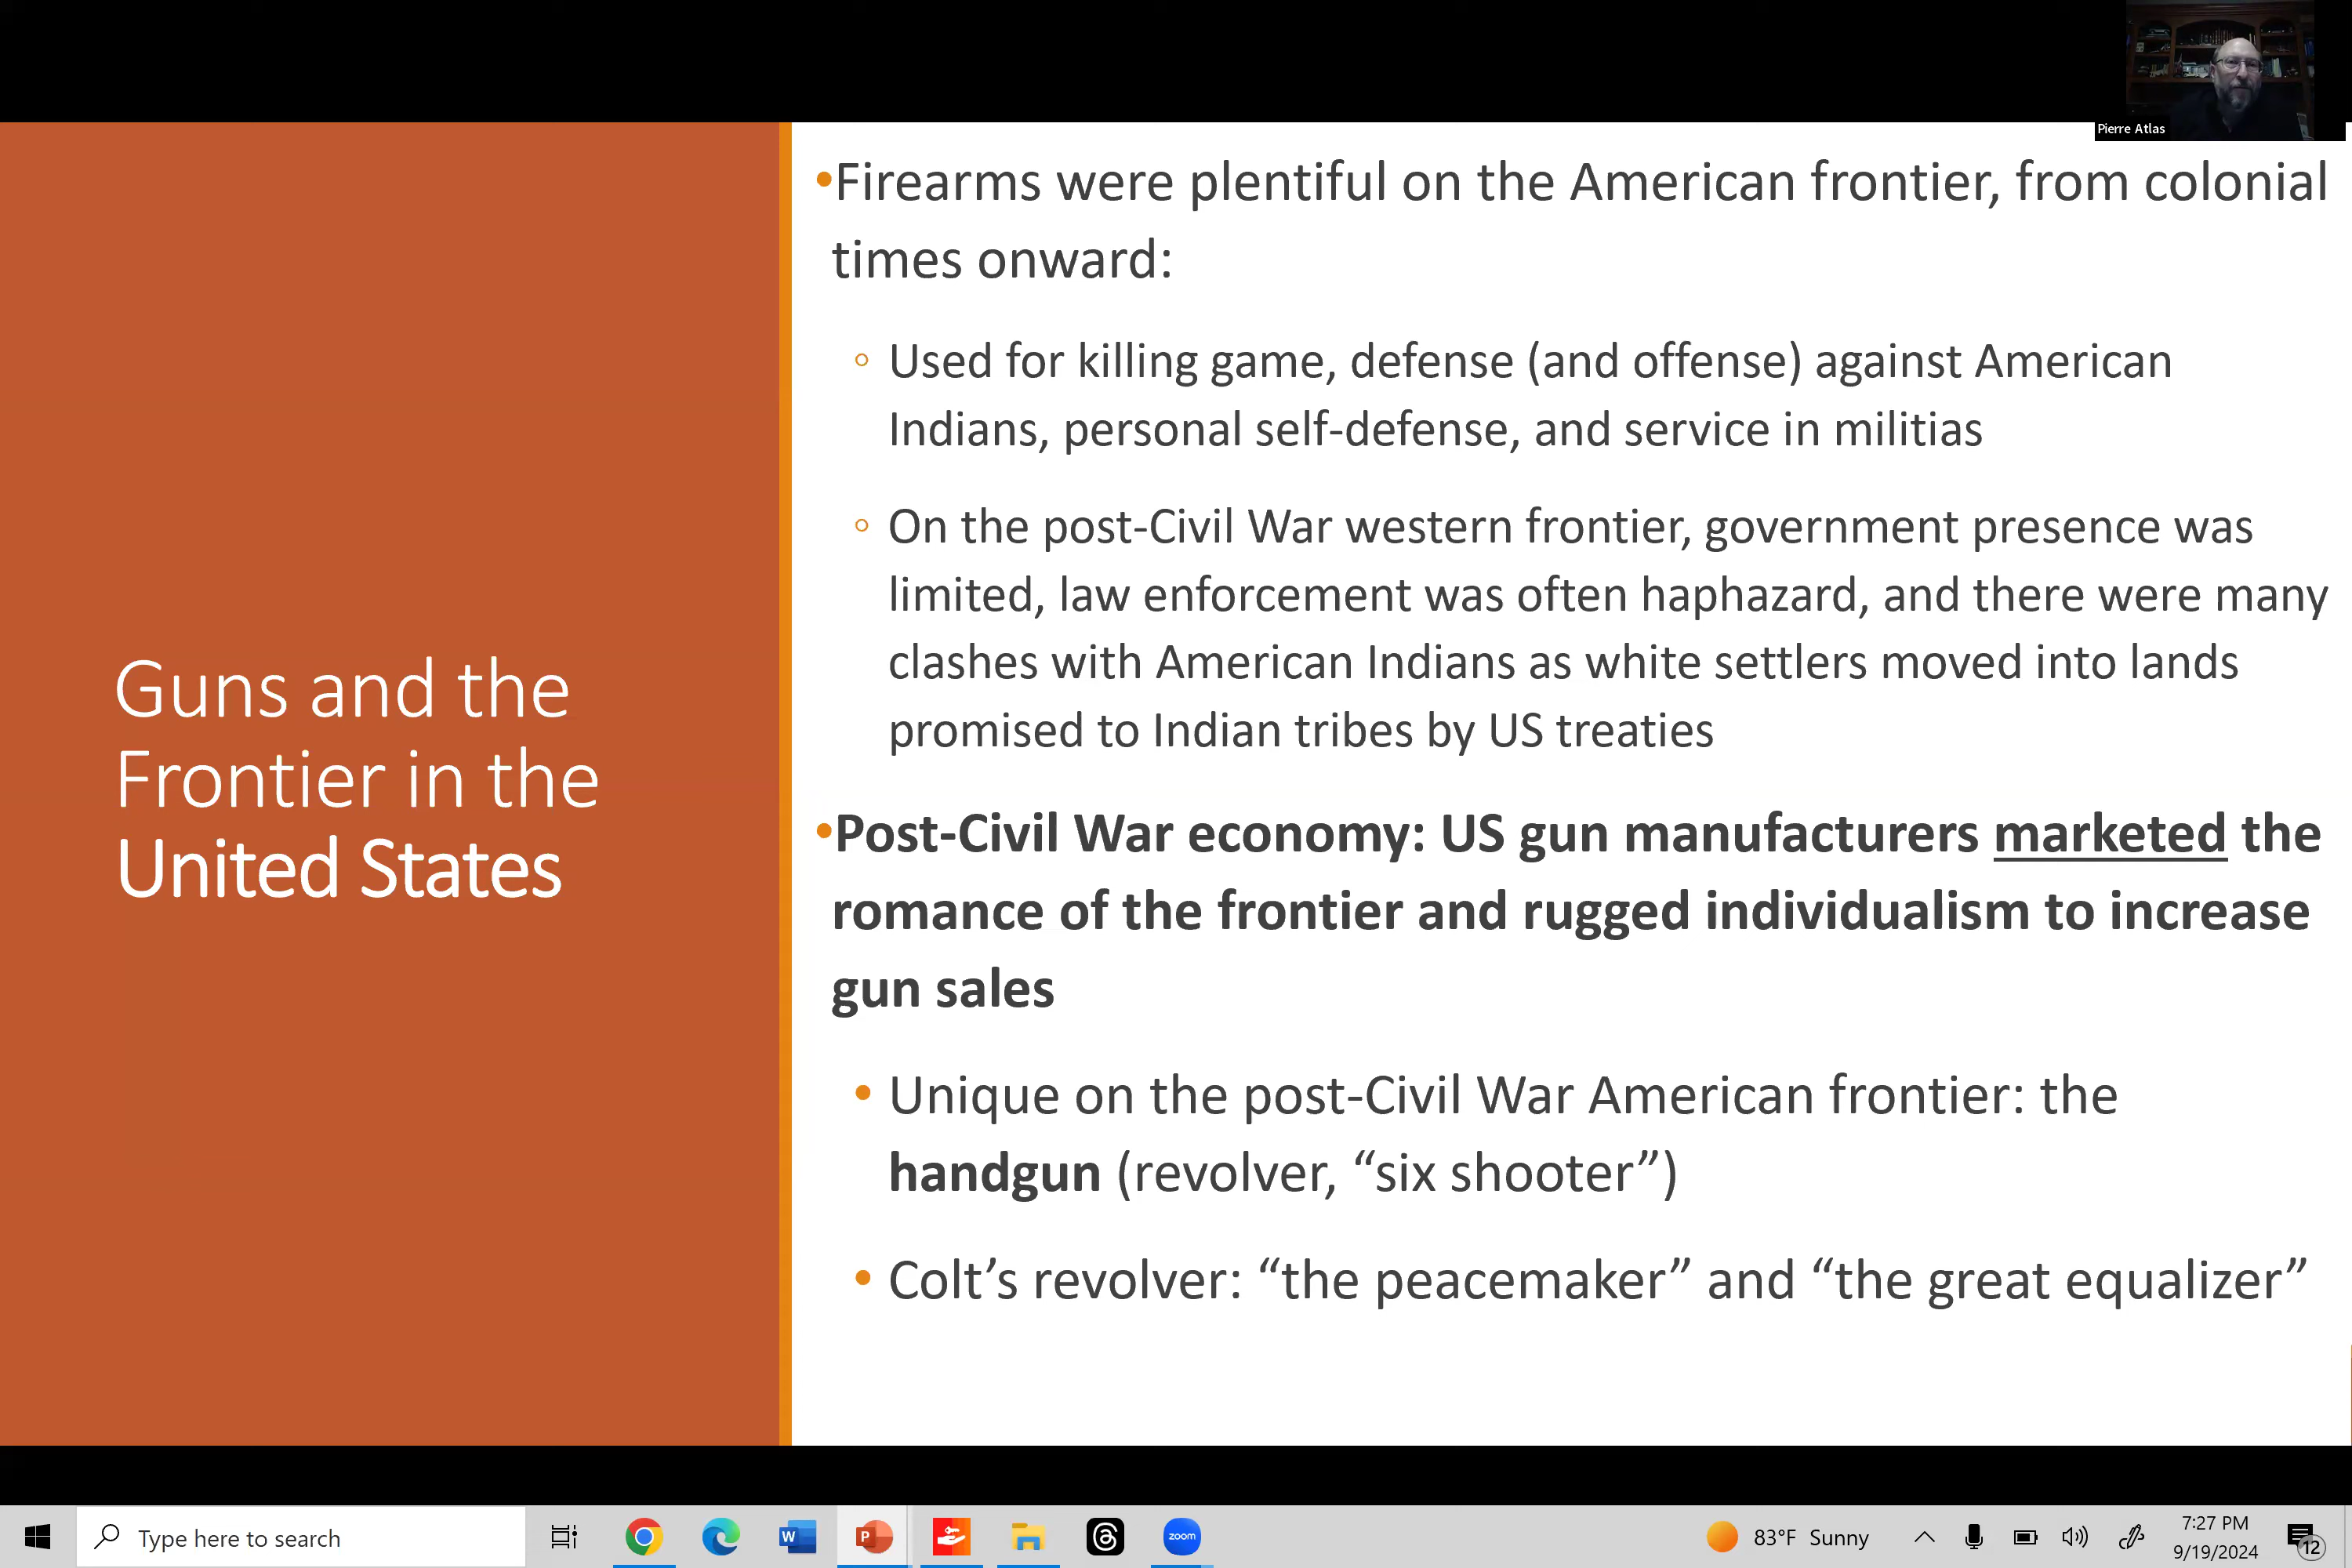 Pierre Atlas
Guns and the
Frontier in the
United States
•Firearms were plentiful on the American frontier, from colonial
times onward:
◦ Used for killing game, defense (and offense) against American
Indians, personal self-defense, and service in militias
◦ On the post-Civil War western frontier, government presence was
limited, law enforcement was often haphazard, and there were many
clashes with American Indians as white settlers moved into lands
promised to Indian tribes by US treaties
•Post-Civil War economy: US gun manufacturers marketed the
romance of the frontier and rugged individualism to increase
gun sales
• Unique on the post-Civil War American frontier: the
handgun (revolver, “six shooter”)
• Colt’s revolver: “the peacemaker” and “the great equalizer”
Type here to search
W
P
zoom
83°F Sunny
7:27 PM
9/19/2024
12